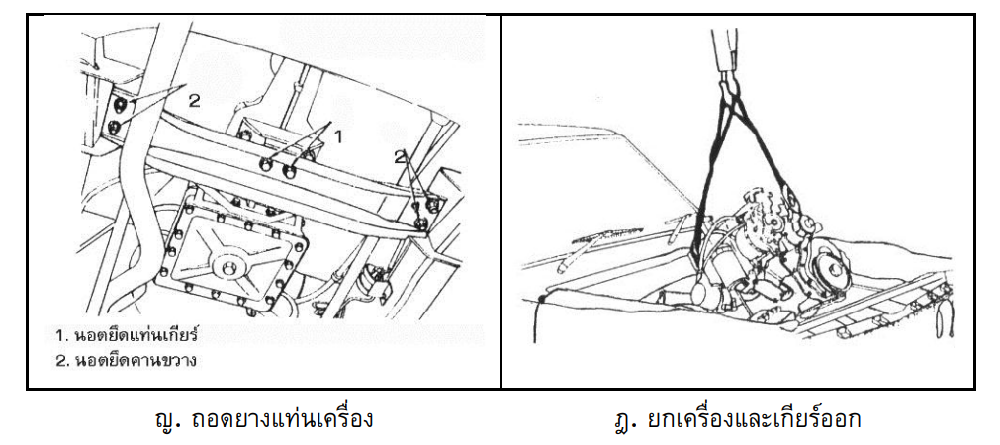 2
1
2
1. นอตยึดแท่นเกียร์
2. นอตยึดคานขวาง
ญ. ถอดยางแท่นเครื่อง
ฎ. ยกเครื่องและเกียร์ออก